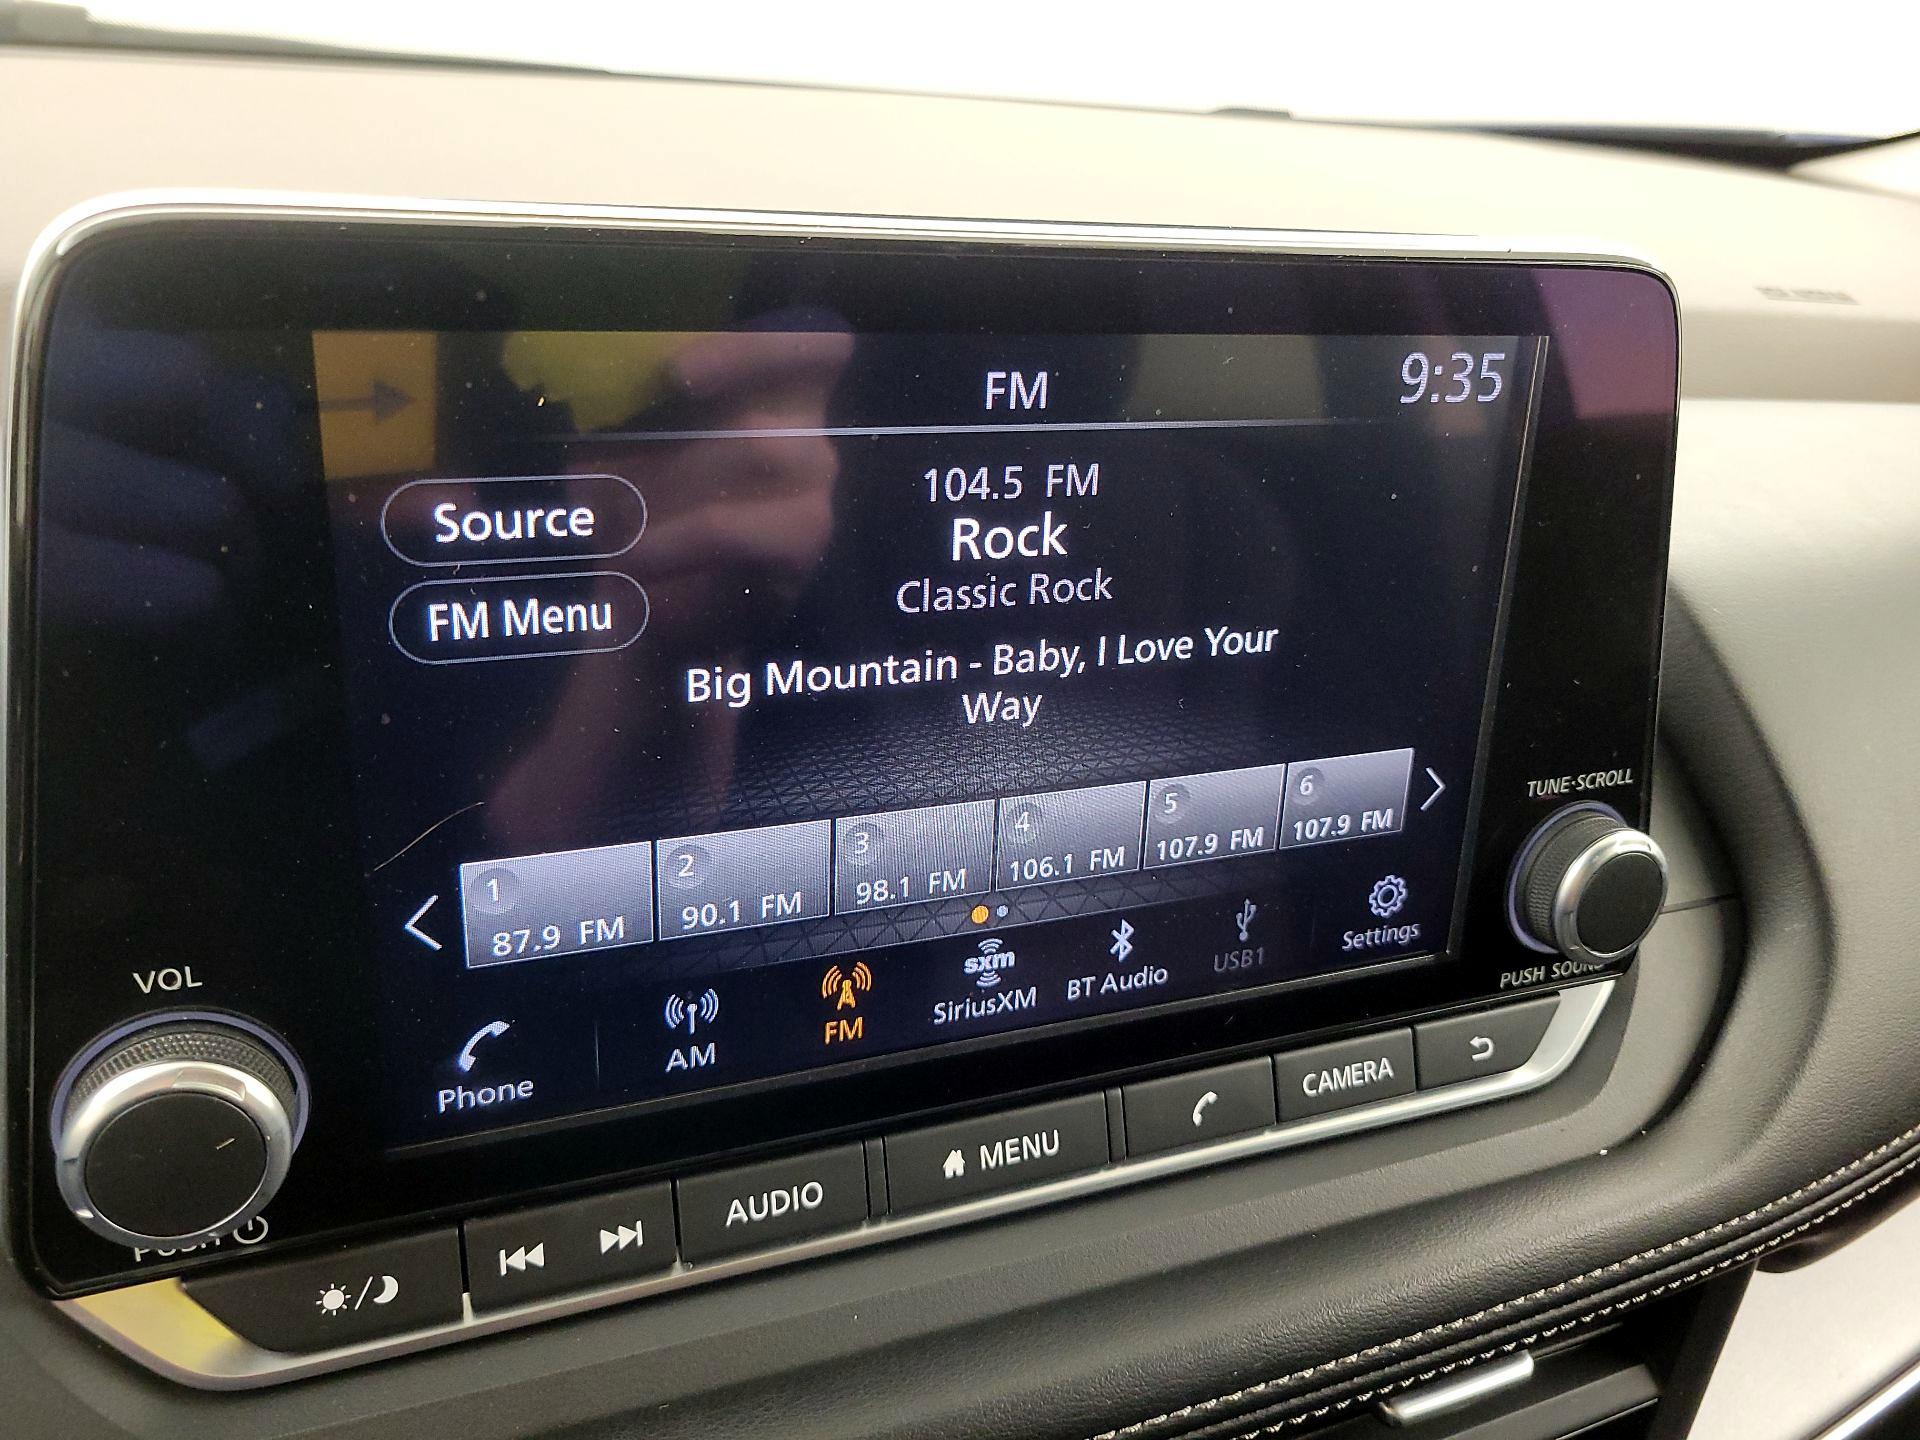 FM
9:35
104.5 FM
Source
Rock
Classic Rock
FM Menu
Big Mountain - Baby, I Love Your
Way
1
87.9 FM
2
90.1 FM
3
98.1 FM
4
106.1 FM
5
107.9 FM
6
107.9 FM
TUNE·SCROLL
PUSH SOUND
VOL
PUSH
Phone
AM
FM
sxm
SiriusXM
BT Audio
USB1
Settings
AUDIO
MENU
CAMERA